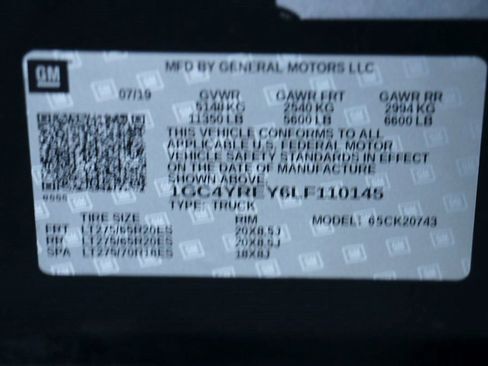 GM
MFD BY GENERAL MOTORS LLC
07/19 GVWR GAWR FRT GAWR RR
5148 KG 2540 KG 2994 KG
11350 LB 5600 LB 6600 LB
THIS VEHICLE CONFORMS TO ALL
APPLICABLE U.S. FEDERAL MOTOR
VEHICLE SAFETY STANDARDS IN EFFECT
ON THE DATE OF MANUFACTURE
SHOWN ABOVE.
1GC4YREY6LF110145
TYPE: TRUCK
TIRE SIZE RIM MODEL: 6SCK20743
FRT LT275/65R20ES 20X8.5J
RR LT275/65R20ES 20X8.5J
SPA LT275/70R18ES 18X8J